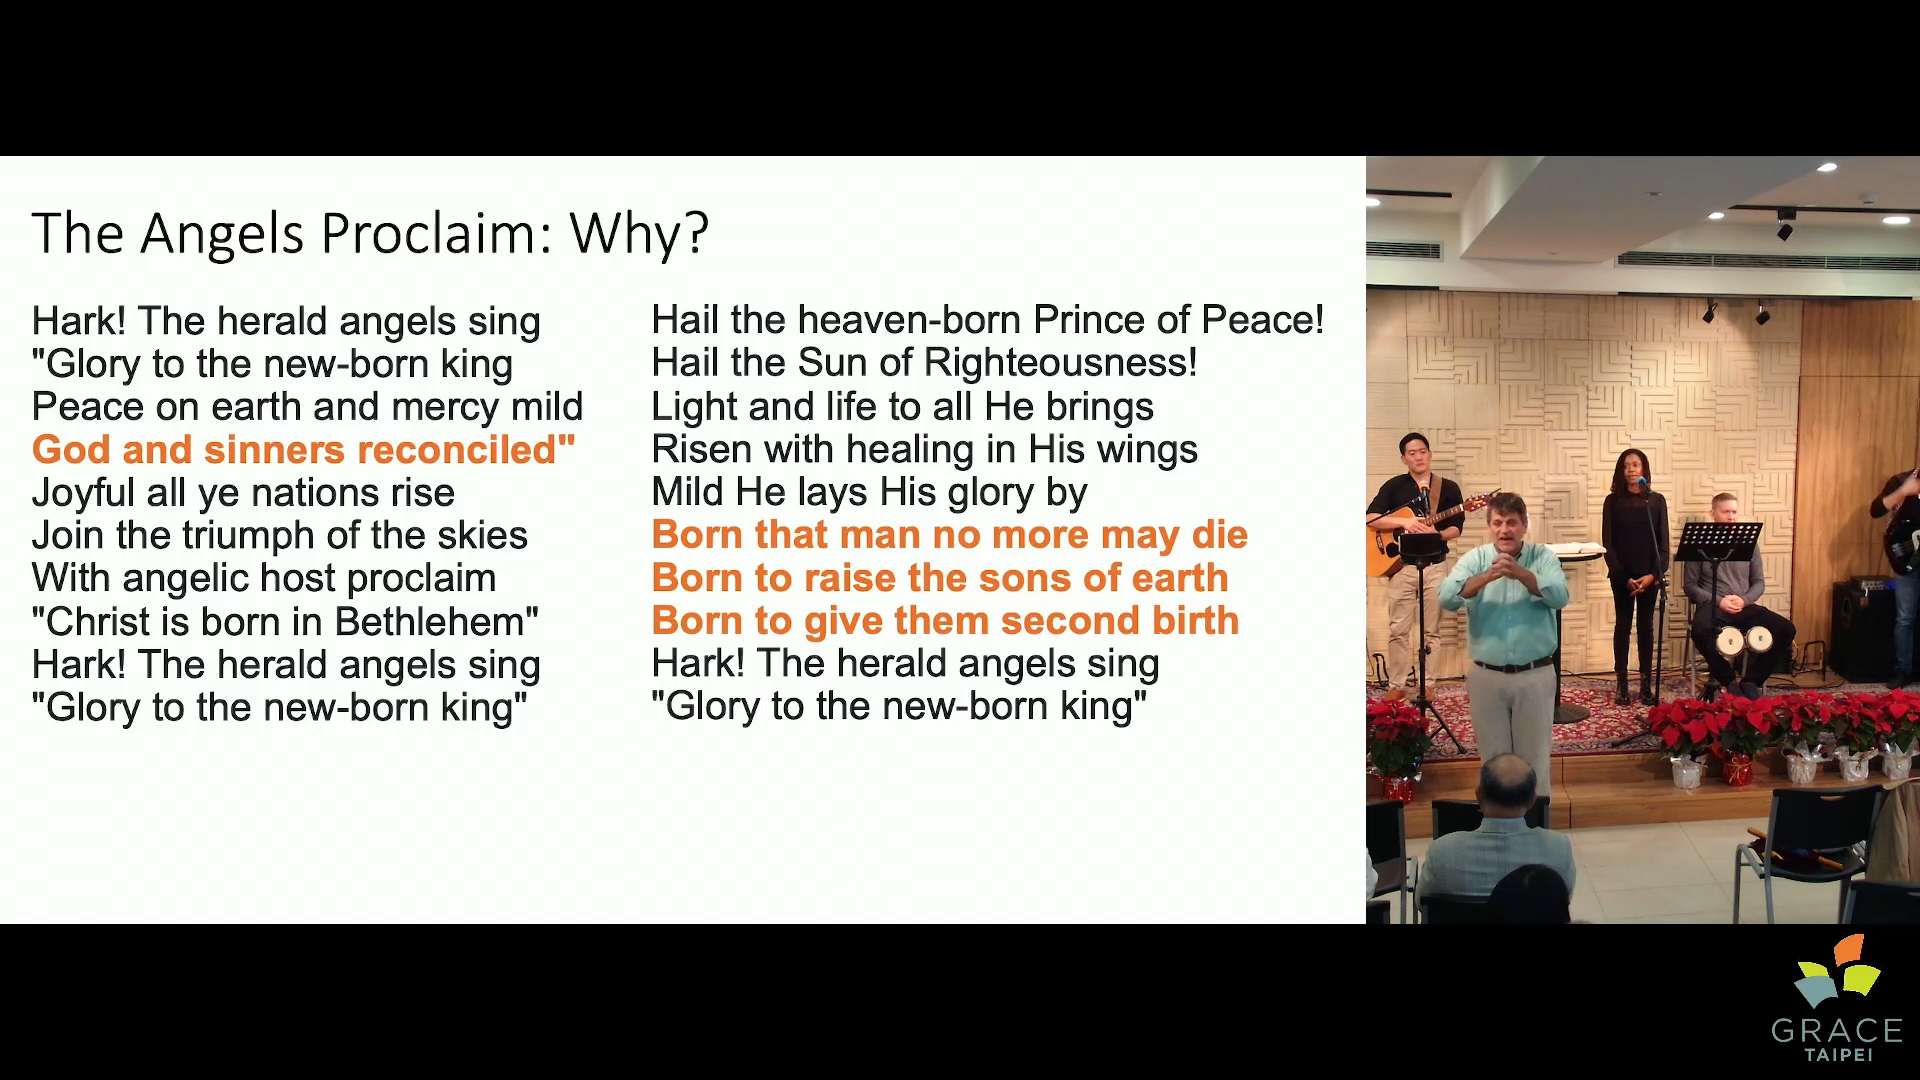 The Angels Proclaim: Why?
Hark! The herald angels sing
"Glory to the new-born king
Peace on earth and mercy mild
God and sinners reconciled"
Joyful all ye nations rise
Join the triumph of the skies
With angelic host proclaim
"Christ is born in Bethlehem"
Hark! The herald angels sing
"Glory to the new-born king"
Hail the heaven-born Prince of Peace!
Hail the Sun of Righteousness!
Light and life to all He brings
Risen with healing in His wings
Mild He lays His glory by
Born that man no more may die
Born to raise the sons of earth
Born to give them second birth
Hark! The herald angels sing
"Glory to the new-born king"
GRACE
TAIPEI